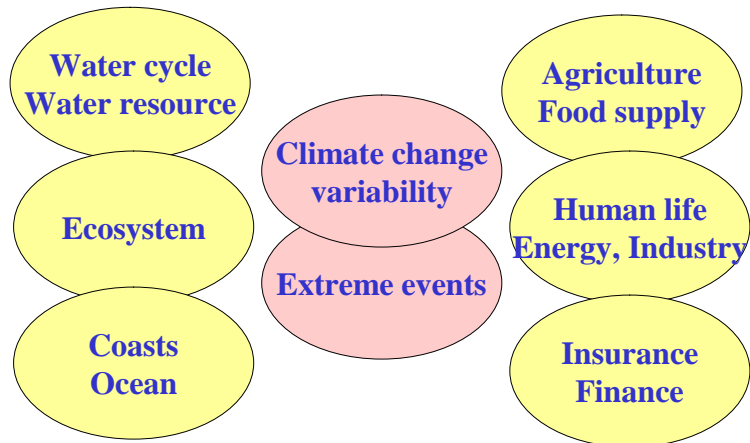 Water cycle
Water resource
Ecosystem
Coasts
Ocean
Climate change
variability
Extreme events
Agriculture
Food supply
Human life
Energy, Industry
Insurance
Finance